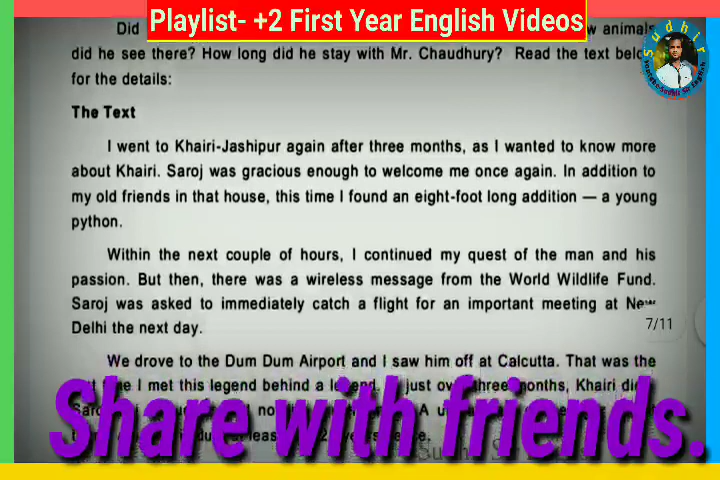 Playlist- +2 First Year English Videos
Did w animals
did he see there? How long did he stay with Mr. Chaudhury? Read the text
for the details:
The Text
I went to Khairi-Jashipur again after three months, as I wanted to know more
about Khairi. Saroj was gracious enough to welcome me once again. In addition to
my old friends in that house, this time I found an eight-foot long addition — a young
python.
Within the next couple of hours, I continued my quest of the man and his
passion. But then, there was a wireless message from the World Wildlife Fund.
Saroj was asked to immediately catch a flight for an important meeting at New
Delhi the next day.
7/11
We drove to the Dum Dum Airport and I saw him off at Calcutta. That was the
I met this legend behind a legend. just three months, Khairi
Share with friends.
Sudhir